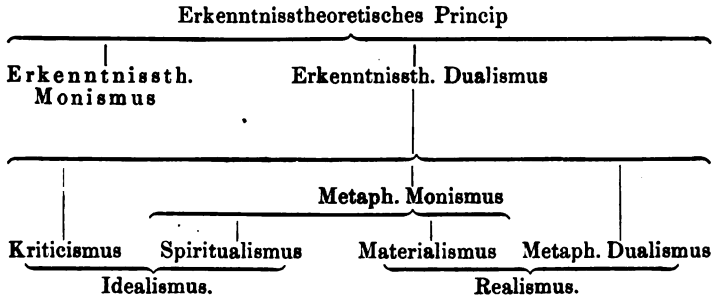 Erkenntnisstheoretisches Princip
Erkenntnissth. Erkenntnissth. Dualismus
Monismus
Metaph. Monismus
Kriticismus Spiritualismus Materialismus Metaph. Dualismus
Idealismus. Realismus.